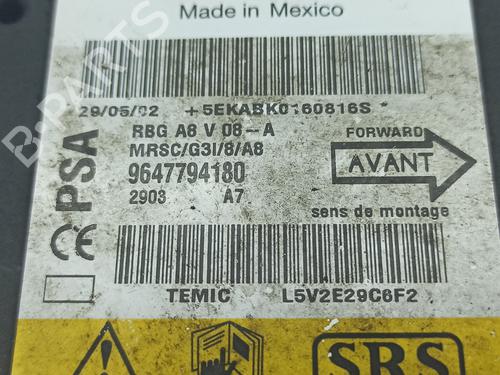 Made in Mexico
29/05/02 +5EKABK0160816S *
RBG A8 V 08-A
MRSC/G3I/8/A8
9647794180
2903 A7
PSA
CE
FORWARD
AVANT
sens de montage
TEMIC L5V2E29C6F2
SRS
B-PARTS